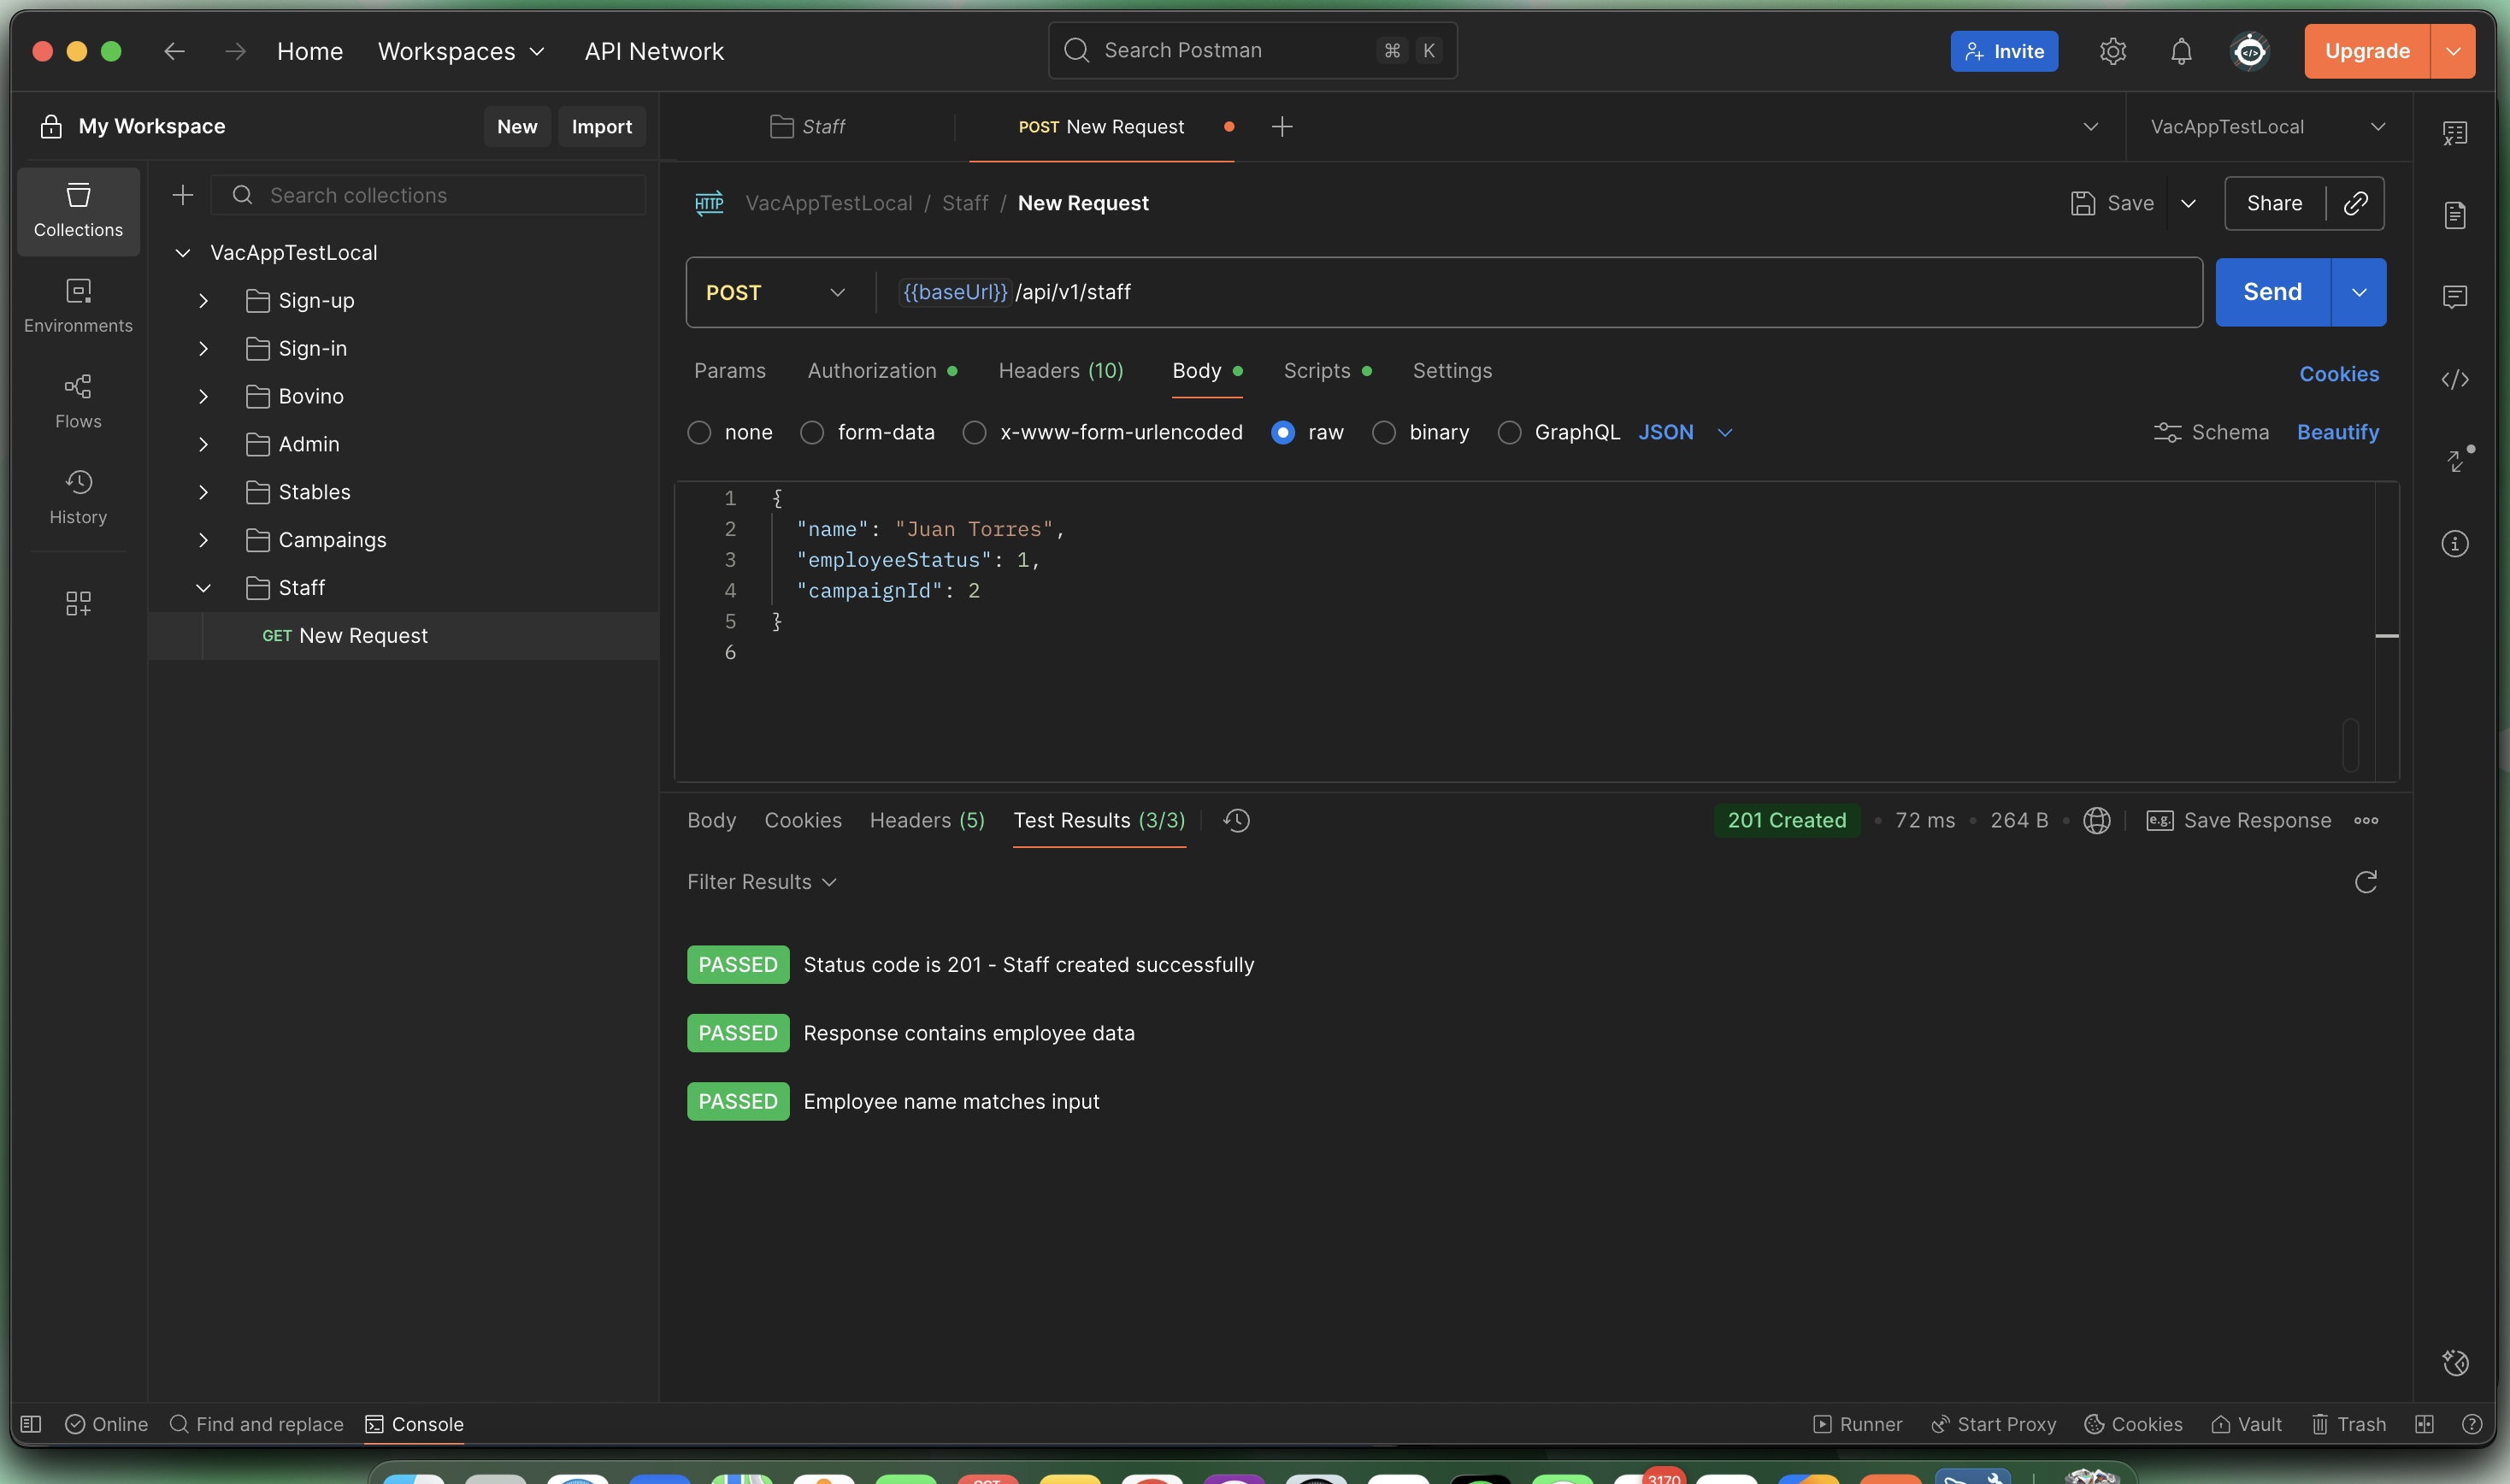 Home Workspaces API Network Search Postman ⌘ K Invite Upgrade
My Workspace New Import Staff POST New Request VacAppTestLocal
Collections
Environments
Flows
History
Search collections
VacAppTestLocal
Sign-up
Sign-in
Bovino
Admin
Stables
Campaings
Staff
GET New Request
HTTP VacAppTestLocal / Staff / New Request Save Share
POST {{baseUrl}}/api/v1/staff Send
Params Authorization Headers (10) Body Scripts Settings Cookies
none form-data x-www-form-urlencoded raw binary GraphQL JSON Schema Beautify
1 {
2 "name": "Juan Torres",
3 "employeeStatus": 1,
4 "campaignId": 2
5 }
6
Body Cookies Headers (5) Test Results (3/3) 201 Created • 72 ms • 264 B • e.g. Save Response
Filter Results
PASSED Status code is 201 - Staff created successfully
PASSED Response contains employee data
PASSED Employee name matches input
Online Find and replace Console Runner Start Proxy Cookies Vault Trash
3170